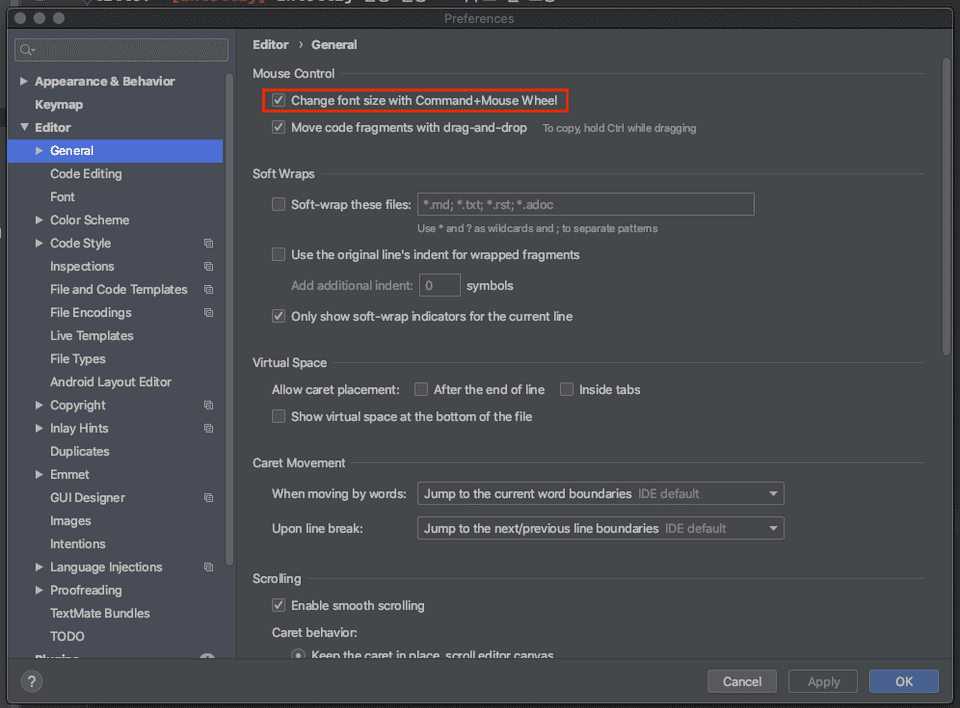 Preferences
Appearance & Behavior
Keymap
Editor
General
Code Editing
Font
Color Scheme
Code Style
Inspections
File and Code Templates
File Encodings
Live Templates
File Types
Android Layout Editor
Copyright
Inlay Hints
Duplicates
Emmet
GUI Designer
Images
Intentions
Language Injections
Proofreading
TextMate Bundles
TODO
Plugins
Editor › General
Mouse Control
Change font size with Command+Mouse Wheel
Move code fragments with drag-and-drop To copy, hold Ctrl while dragging
Soft Wraps
Soft-wrap these files: *.md; *.txt; *.rst; *.adoc
Use * and ? as wildcards and ; to separate patterns
Use the original line's indent for wrapped fragments
Add additional indent: 0 symbols
Only show soft-wrap indicators for the current line
Virtual Space
Allow caret placement: After the end of line Inside tabs
Show virtual space at the bottom of the file
Caret Movement
When moving by words: Jump to the current word boundaries IDE default
Upon line break: Jump to the next/previous line boundaries IDE default
Scrolling
Enable smooth scrolling
Caret behavior:
Keep the caret in place, scroll editor canvas
? Cancel Apply OK